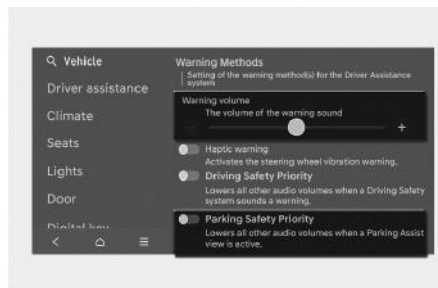 Vehicle
Driver assistance
Climate
Seats
Lights
Door
Digital key
Warning Methods
Setting of the warning method(s) for the Driver Assistance
system
Warning volume
The volume of the warning sound
Haptic warning
Activates the steering wheel vibration warning.
Driving Safety Priority
Lowers all other audio volumes when a Driving Safety
system sounds a warning.
Parking Safety Priority
Lowers all other audio volumes when a Parking Assist
view is active.